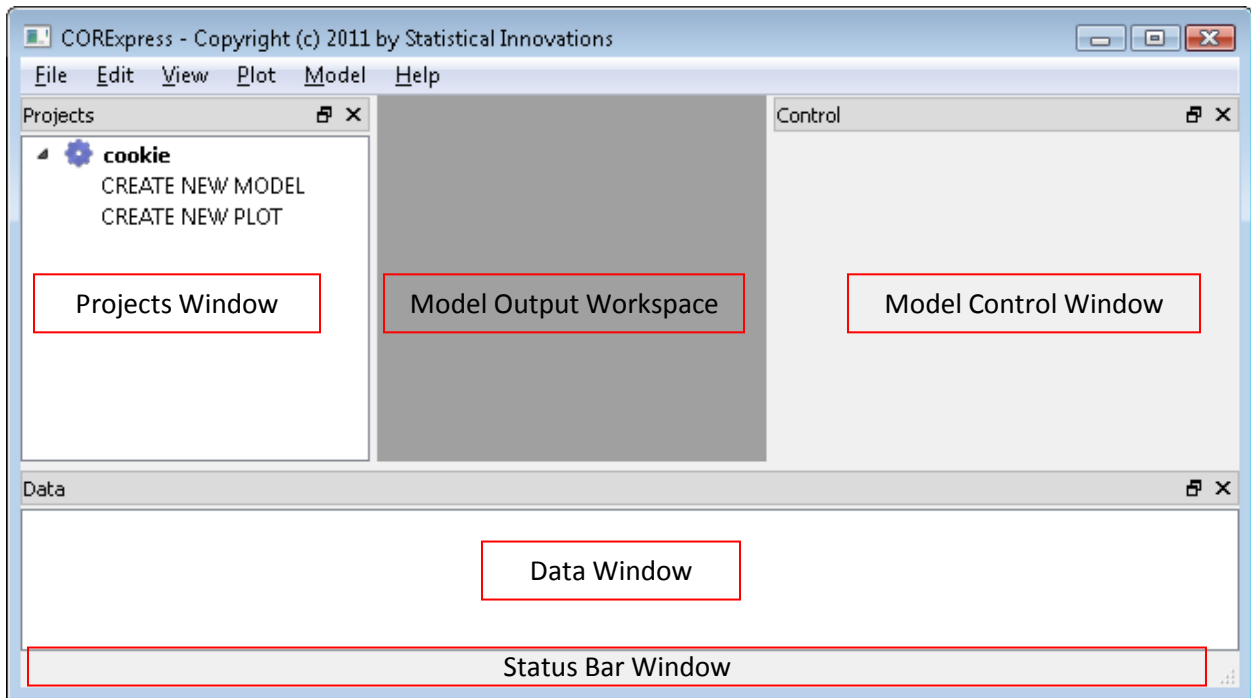 CORExpress - Copyright (c) 2011 by Statistical Innovations
File Edit View Plot Model Help
Projects
Control
cookie
CREATE NEW MODEL
CREATE NEW PLOT
Projects Window
Model Output Workspace
Model Control Window
Data
Data Window
Status Bar Window